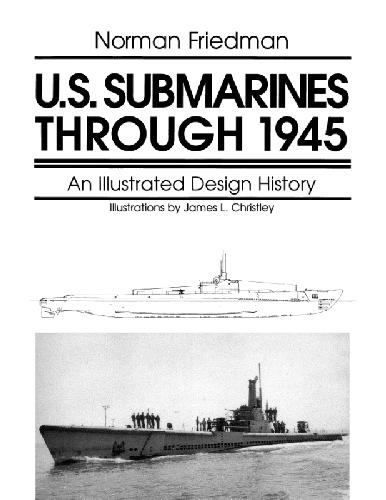 Norman Friedman
U.S. SUBMARINES
THROUGH 1945
An Illustrated Design History
Illustrations by James L. Christley